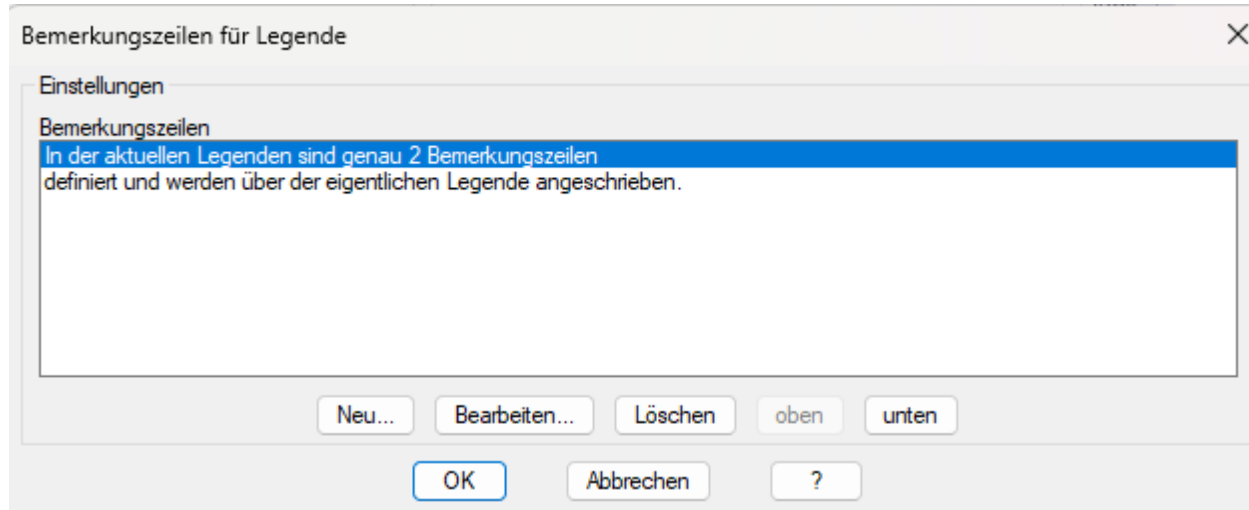 Bemerkungszeilen für Legende
Einstellungen
Bemerkungszeilen
In der aktuellen Legenden sind genau 2 Bemerkungszeilen
definiert und werden über der eigentlichen Legende angeschrieben.
Neu... Bearbeiten... Löschen oben unten
OK Abbrechen ?